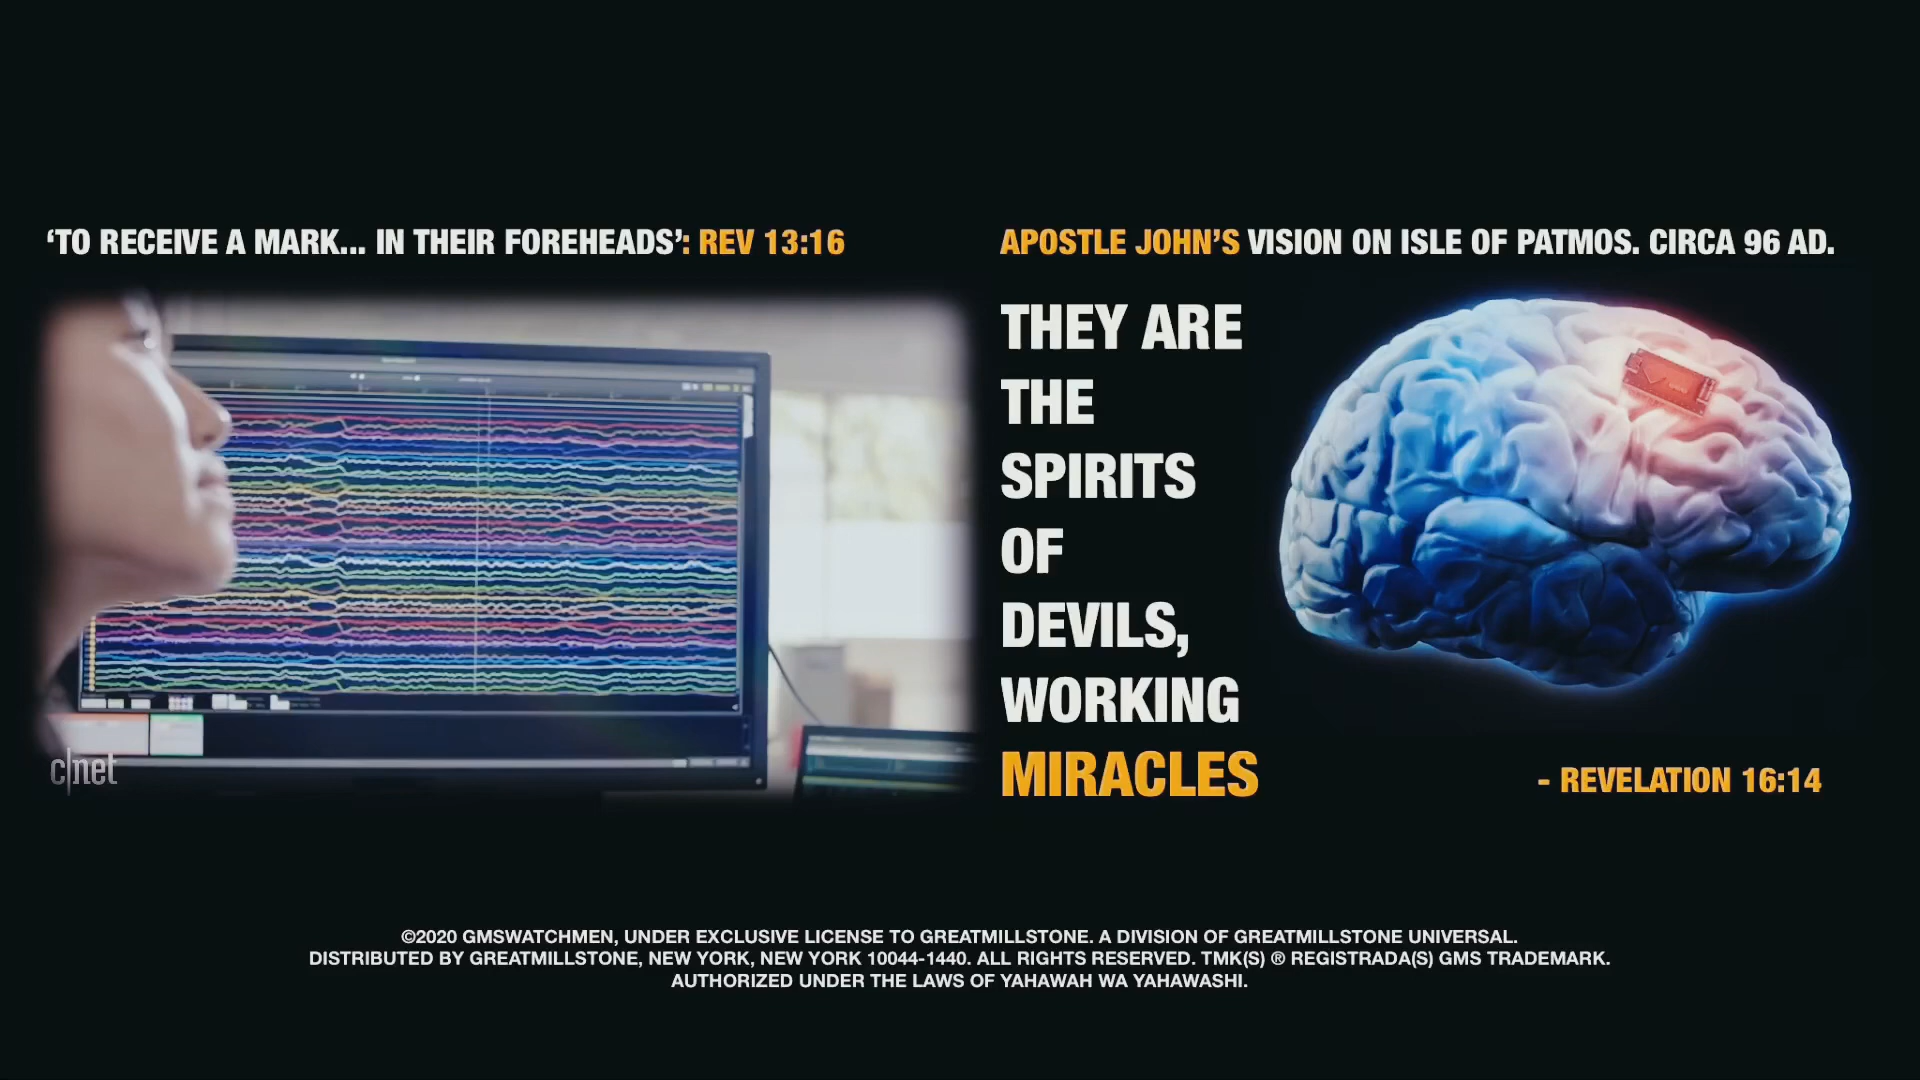 ‘TO RECEIVE A MARK... IN THEIR FOREHEADS’: REV 13:16
c|net
APOSTLE JOHN’S VISION ON ISLE OF PATMOS. CIRCA 96 AD.
THEY ARE
THE
SPIRITS
OF
DEVILS,
WORKING
MIRACLES
- REVELATION 16:14
©2020 GMSWATCHMEN, UNDER EXCLUSIVE LICENSE TO GREATMILLSTONE. A DIVISION OF GREATMILLSTONE UNIVERSAL.
DISTRIBUTED BY GREATMILLSTONE, NEW YORK, NEW YORK 10044-1440. ALL RIGHTS RESERVED. TMK(S) ® REGISTRADA(S) GMS TRADEMARK.
AUTHORIZED UNDER THE LAWS OF YAHAWAH WA YAHAWASHI.